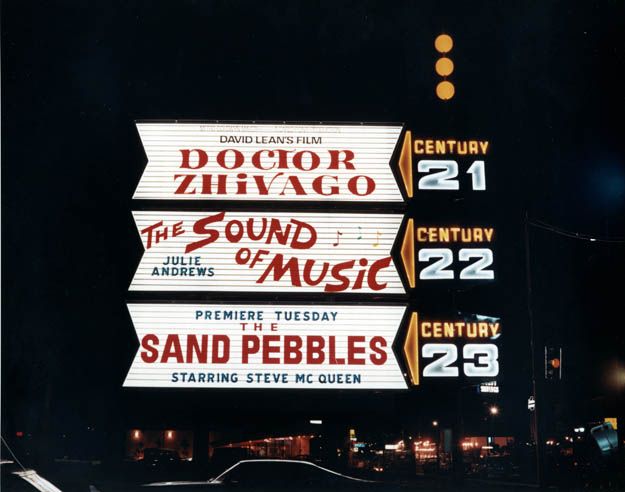 DAVID LEAN'S FILM
DOCTOR
ZHIVAGO
CENTURY
21
THE SOUND
OF MUSIC
JULIE
ANDREWS
CENTURY
22
PREMIERE TUESDAY
THE
SAND PEBBLES
STARRING STEVE MC QUEEN
CENTURY
23